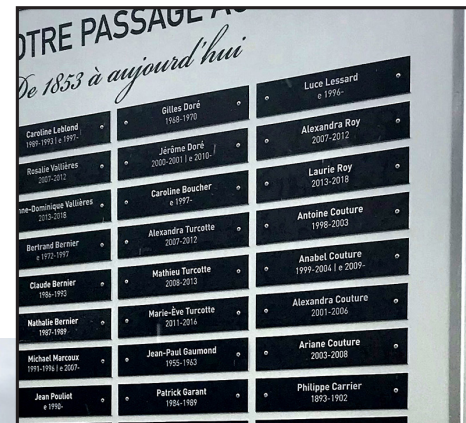 OTRE PASSAGE
De 1853 à aujourd'hui
Caroline Leblond
1989-1993 | e 1997-
Rosalie Vallières
2007-2012
ne-Dominique Vallières
2013-2018
Bertrand Bernier
e 1972-1997
Claude Bernier
1986-1993
Nathalie Bernier
1987-1989
Michael Marcoux
1991-1996 | e 2007-
Jean Pouliot
e 1990-
Gilles Doré
1968-1970
Jérôme Doré
2000-2001 | e 2010-
Caroline Boucher
e 1997-
Alexandra Turcotte
2007-2012
Mathieu Turcotte
2008-2013
Marie-Ève Turcotte
2011-2016
Jean-Paul Gaumond
1955-1963
Patrick Garant
1984-1989
Luce Lessard
e 1996-
Alexandra Roy
2007-2012
Laurie Roy
2013-2018
Antoine Couture
1998-2003
Anabel Couture
1999-2004 | e 2009-
Alexandra Couture
2001-2006
Ariane Couture
2003-2008
Philippe Carrier
1893-1902